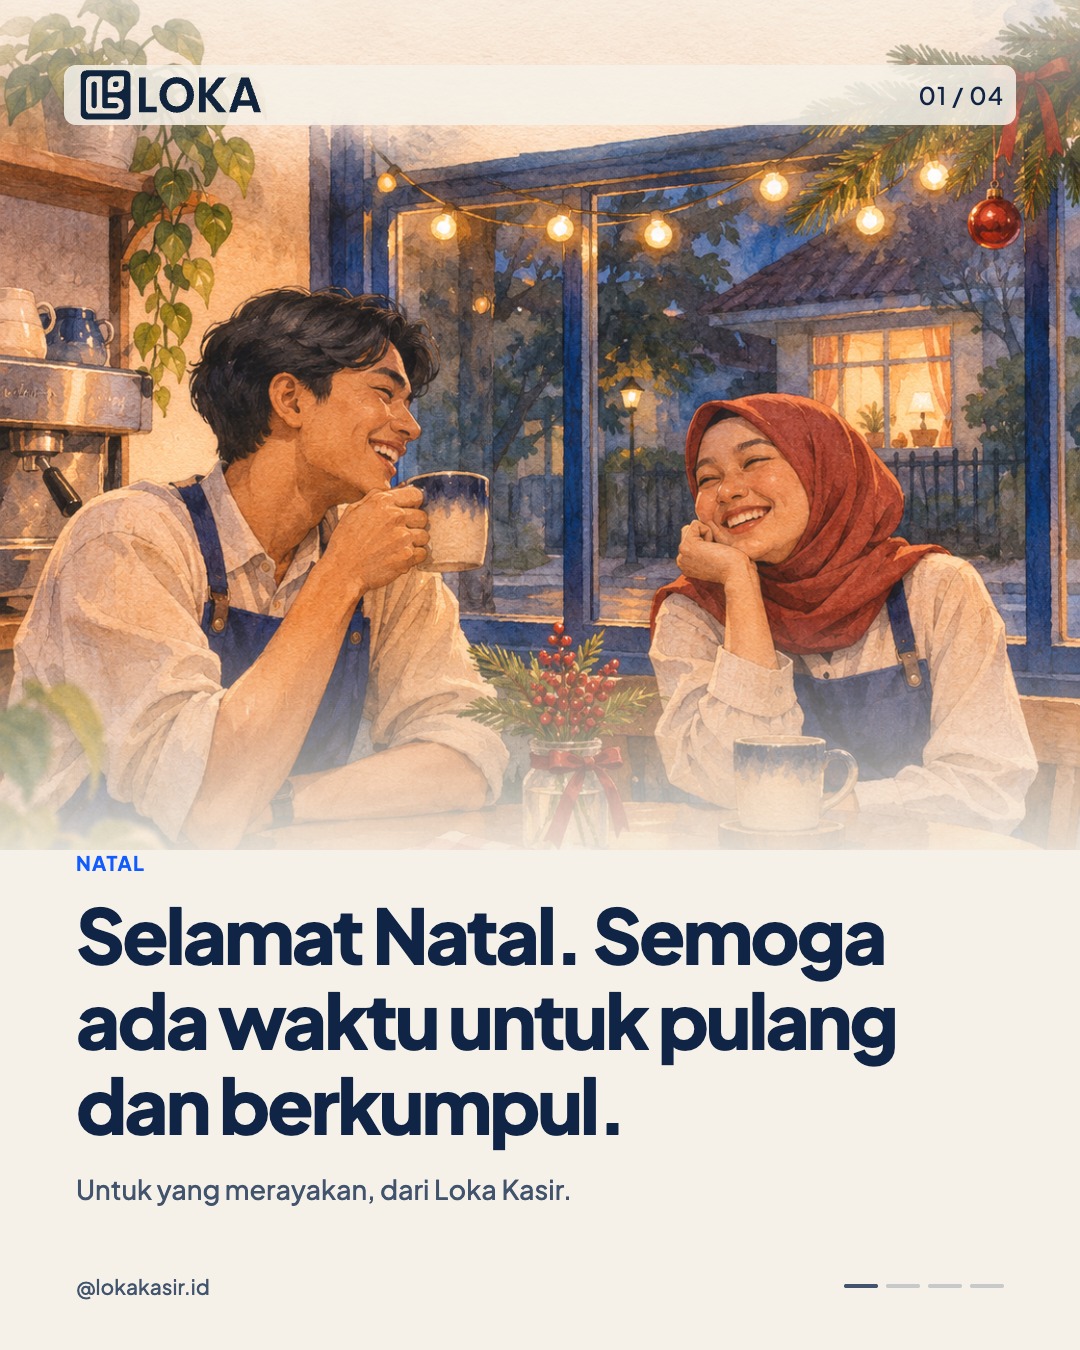 LOKA
01 / 04
NATAL
Selamat Natal. Semoga
ada waktu untuk pulang
dan berkumpul.
Untuk yang merayakan, dari Loka Kasir.
@lokakasir.id